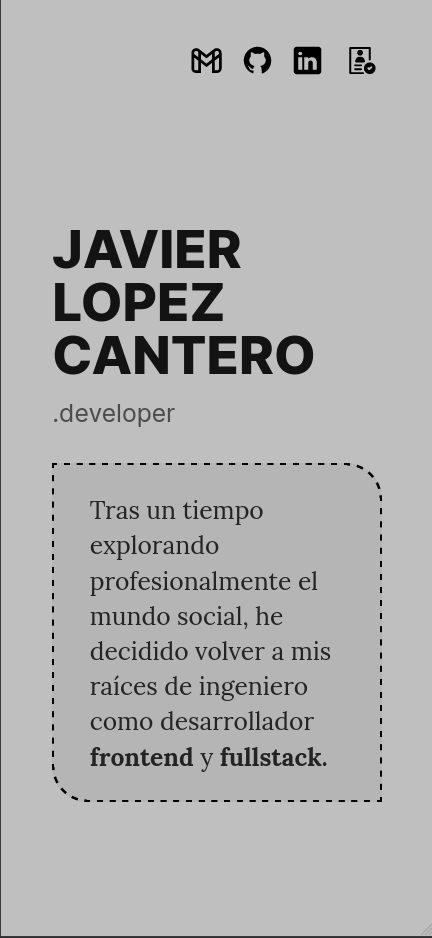 in
JAVIER
LOPEZ
CANTERO
.developer
Tras un tiempo
explorando
profesionalmente el
mundo social, he
decidido volver a mis
raíces de ingeniero
como desarrollador
frontend y fullstack.